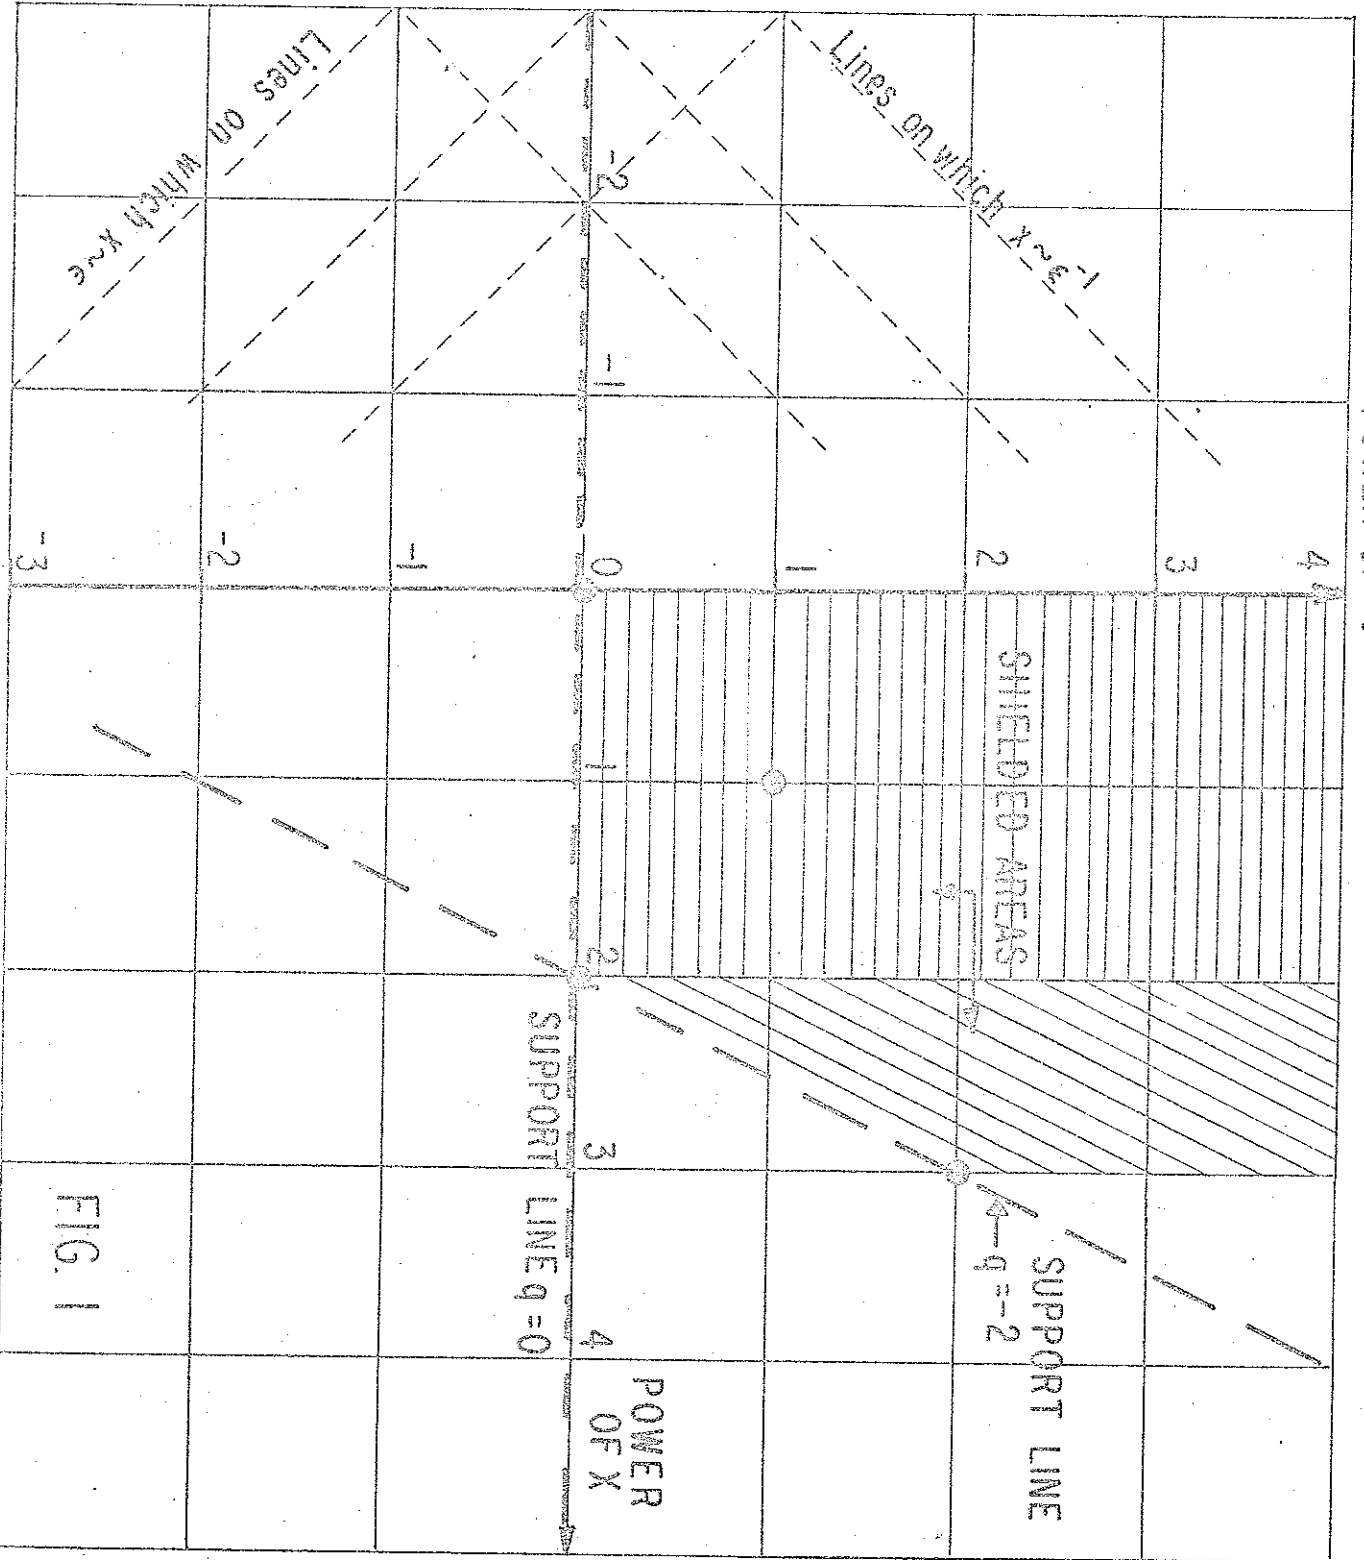 Lines on which x~ε⁻¹
Lines on which x~ε
4
3
2
1
0
-1
-2
-3
-2
-1
1
2
3
4
SHIELDED AREAS
SUPPORT LINE
q=-2
SUPPORT LINE q=0
POWER
OF X
FIG. 1